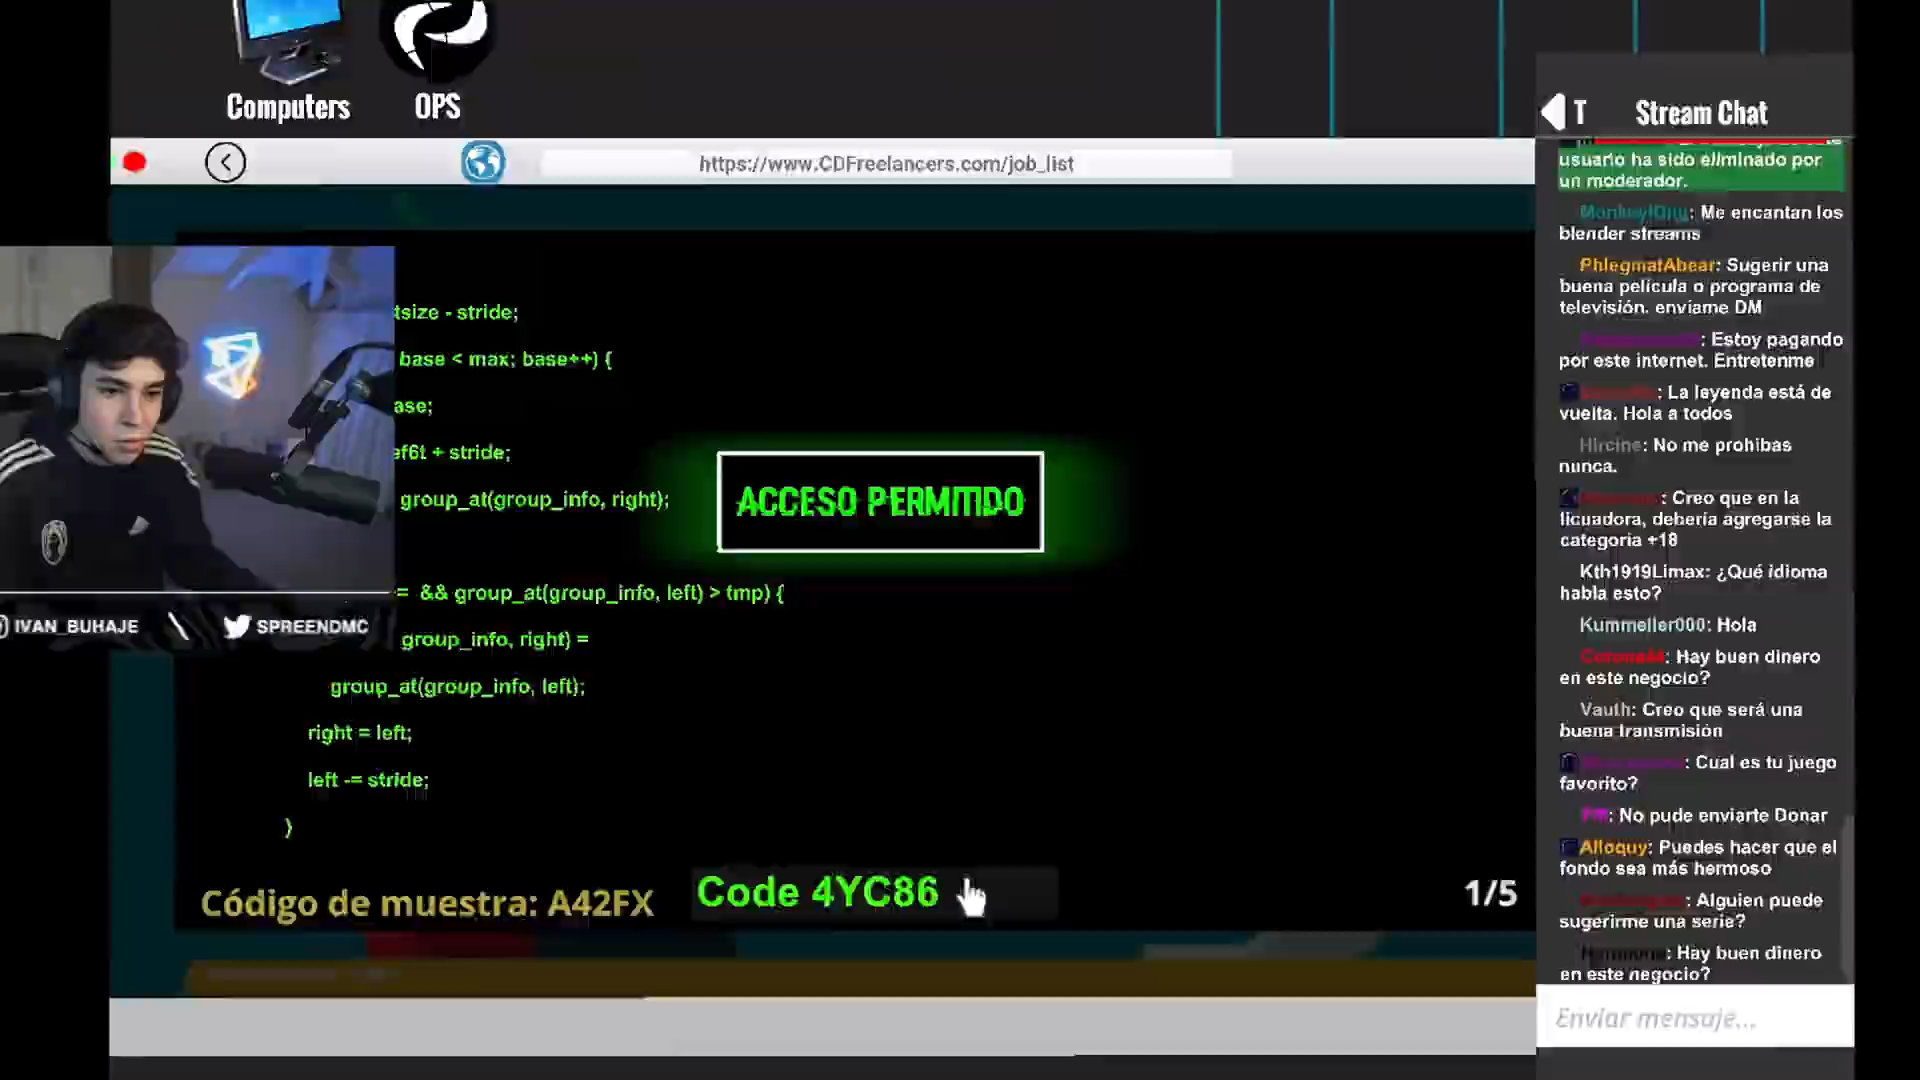 Computers
OPS
T
Stream Chat
https://www.CDFreelancers.com/job_list
usuario ha sido eliminado por
un moderador.
: Me encantan los
blender streams
PhlegmatAbear: Sugerir una
buena película o programa de
televisión. enviame DM
: Estoy pagando
por este internet. Entretenme
: La leyenda está de
vuelta. Hola a todos
Hircine: No me prohibas
nunca.
: Creo que en la
licuadora, debería agregarse la
categoria +18
Kth1919Limax: ¿Qué idioma
habla esto?
Kummeller000: Hola
: Hay buen dinero
en este negocio?
Vauth: Creo que será una
buena transmisión
: Cual es tu juego
favorito?
: No pude enviarte Donar
Alloquy: Puedes hacer que el
fondo sea más hermoso
: Alguien puede
sugerirme una serie?
: Hay buen dinero
en este negocio?
Enviar mensaje...
tsize - stride;
base < max; base++) {
ase;
ef6t + stride;
group_at(group_info, right);
= && group_at(group_info, left) > tmp) {
group_info, right) =
group_at(group_info, left);
right = left;
left -= stride;
}
ACCESO PERMITIDO
IVAN_BUHAJE
SPREENDMC
Código de muestra: A42FX
Code 4YC86
1/5